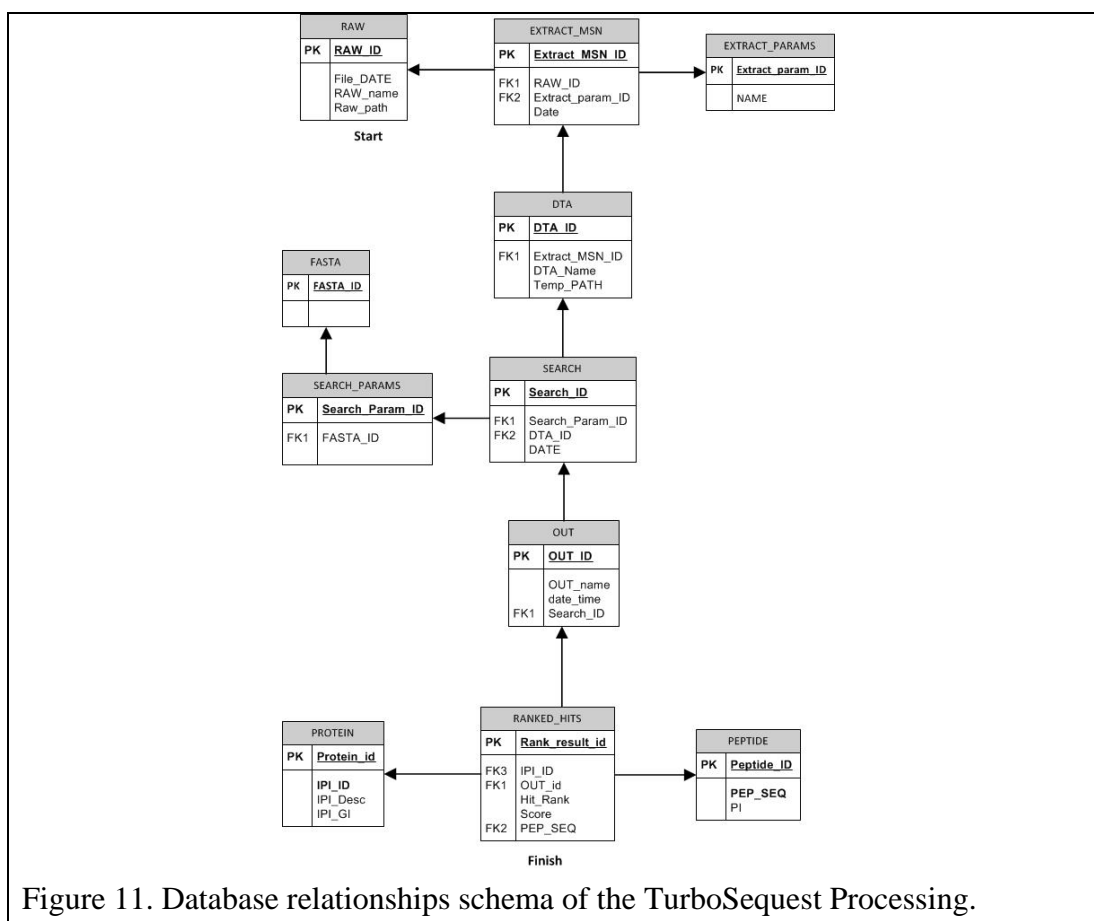 RAW
PK RAW_ID
File_DATE
RAW_name
Raw_path
Start
EXTRACT_MSN
PK Extract_MSN_ID
FK1 RAW_ID
FK2 Extract_param_ID
Date
EXTRACT_PARAMS
PK Extract_param_ID
NAME
DTA
PK DTA_ID
FK1 Extract_MSN_ID
DTA_Name
Temp_PATH
FASTA
PK FASTA_ID
SEARCH_PARAMS
PK Search_Param_ID
FK1 FASTA_ID
SEARCH
PK Search_ID
FK1 Search_Param_ID
FK2 DTA_ID
DATE
OUT
PK OUT_ID
OUT_name
date_time
FK1 Search_ID
PROTEIN
PK Protein_id
IPI_ID
IPI_Desc
IPI_GI
RANKED_HITS
PK Rank_result_id
FK3 IPI_ID
FK1 OUT_id
Hit_Rank
Score
FK2 PEP_SEQ
Finish
PEPTIDE
PK Peptide_ID
PEP_SEQ
PI
Figure 11. Database relationships schema of the TurboSequest Processing.